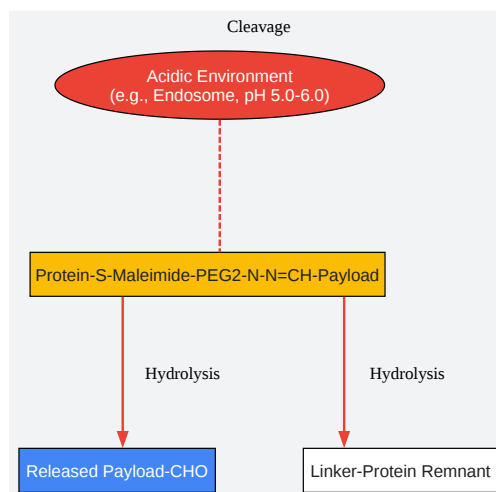 Cleavage
Acidic Environment
(e.g., Endosome, pH 5.0-6.0)
Protein-S-Maleimide-PEG2-N-N=CH-Payload
Hydrolysis
Hydrolysis
Released Payload-CHO
Linker-Protein Remnant